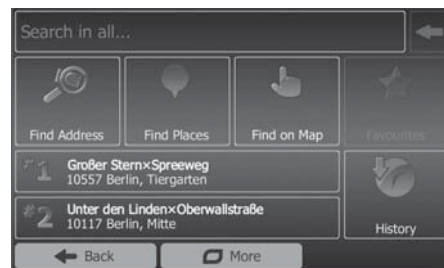 Search in all...
Find Address
Find Places
Find on Map
Favourites
#1 Großer Stern×Spreeweg
10557 Berlin, Tiergarten
#2 Unter den Linden×Oberwallstraße
10117 Berlin, Mitte
History
Back
More